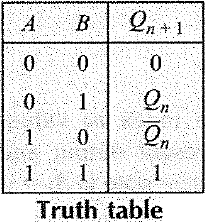 A B Qn + 1
0 0 0
0 1 Qn
1 0 Q̅n
1 1 1
Truth table